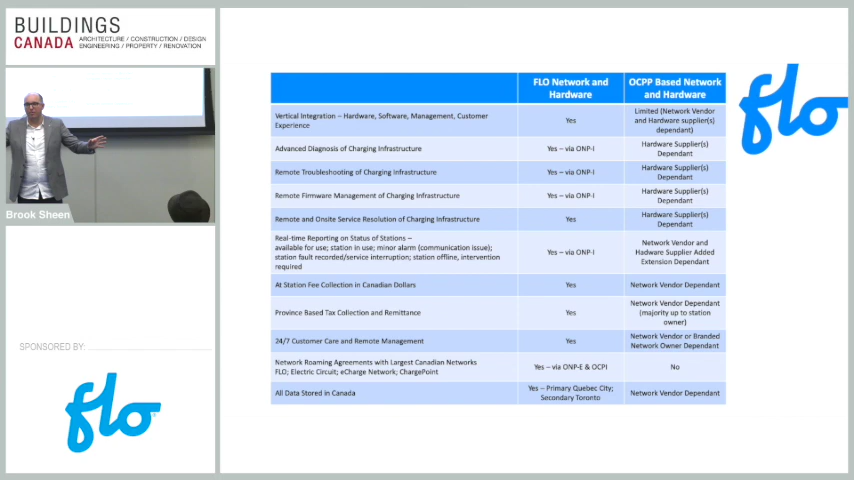 BUILDINGS
CANADA
ARCHITECTURE / CONSTRUCTION / DESIGN
ENGINEERING / PROPERTY / RENOVATION
Brook Sheen
SPONSORED BY:
flo
flo
FLO Network and
Hardware
OCPP Based Network
and Hardware
Vertical Integration – Hardware, Software, Management, Customer
Experience
Yes
Limited (Network Vendor
and Hardware supplier(s)
dependant)
Advanced Diagnosis of Charging Infrastructure
Yes – via ONP-I
Hardware Supplier(s)
Dependant
Remote Troubleshooting of Charging Infrastructure
Yes – via ONP-I
Hardware Supplier(s)
Dependant
Remote Firmware Management of Charging Infrastructure
Yes – via ONP-I
Hardware Supplier(s)
Dependant
Remote and Onsite Service Resolution of Charging Infrastructure
Yes
Hardware Supplier(s)
Dependant
Real-time Reporting on Status of Stations –
available for use; station in use; minor alarm (communication issue);
station fault recorded/service interruption; station offline, intervention
required
Yes – via ONP-I
Network Vendor and
Hadware Supplier Added
Extension Dependant
At Station Fee Collection in Canadian Dollars
Yes
Network Vendor Dependant
Province Based Tax Collection and Remittance
Yes
Network Vendor Dependant
(majority up to station
owner)
24/7 Customer Care and Remote Management
Yes
Network Vendor or Branded
Network Owner Dependant
Network Roaming Agreements with Largest Canadian Networks
FLO; Electric Circuit; eCharge Network; ChargePoint
Yes – via ONP-E & OCPI
No
All Data Stored in Canada
Yes – Primary Quebec City;
Secondary Toronto
Network Vendor Dependant